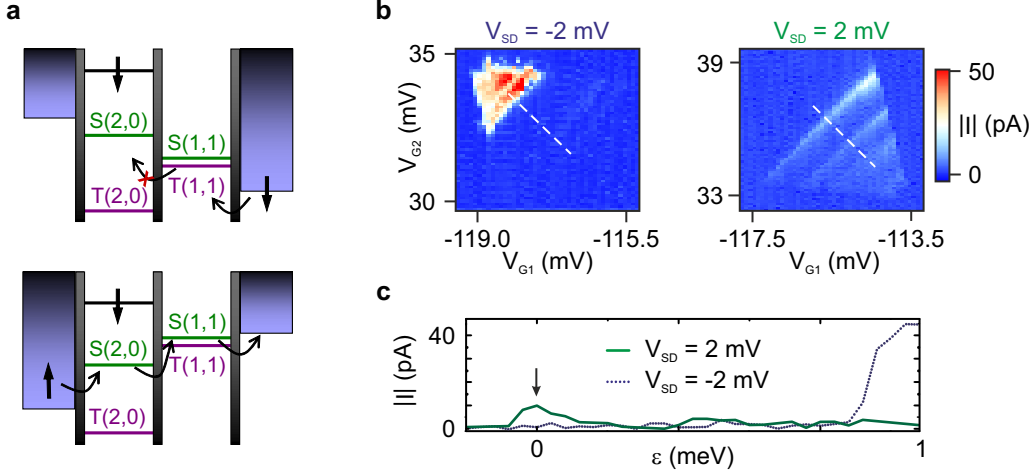 a
S(2,0)
S(1,1)
T(1,1)
T(2,0)
S(1,1)
S(2,0)
T(1,1)
T(2,0)
b
V_SD = -2 mV
V_SD = 2 mV
35
30
V_G2 (mV)
-119.0
-115.5
V_G1 (mV)
39
33
-117.5
-113.5
V_G1 (mV)
50
|I| (pA)
0
c
40
0
|I| (pA)
V_SD = 2 mV
V_SD = -2 mV
0
1
ε (meV)